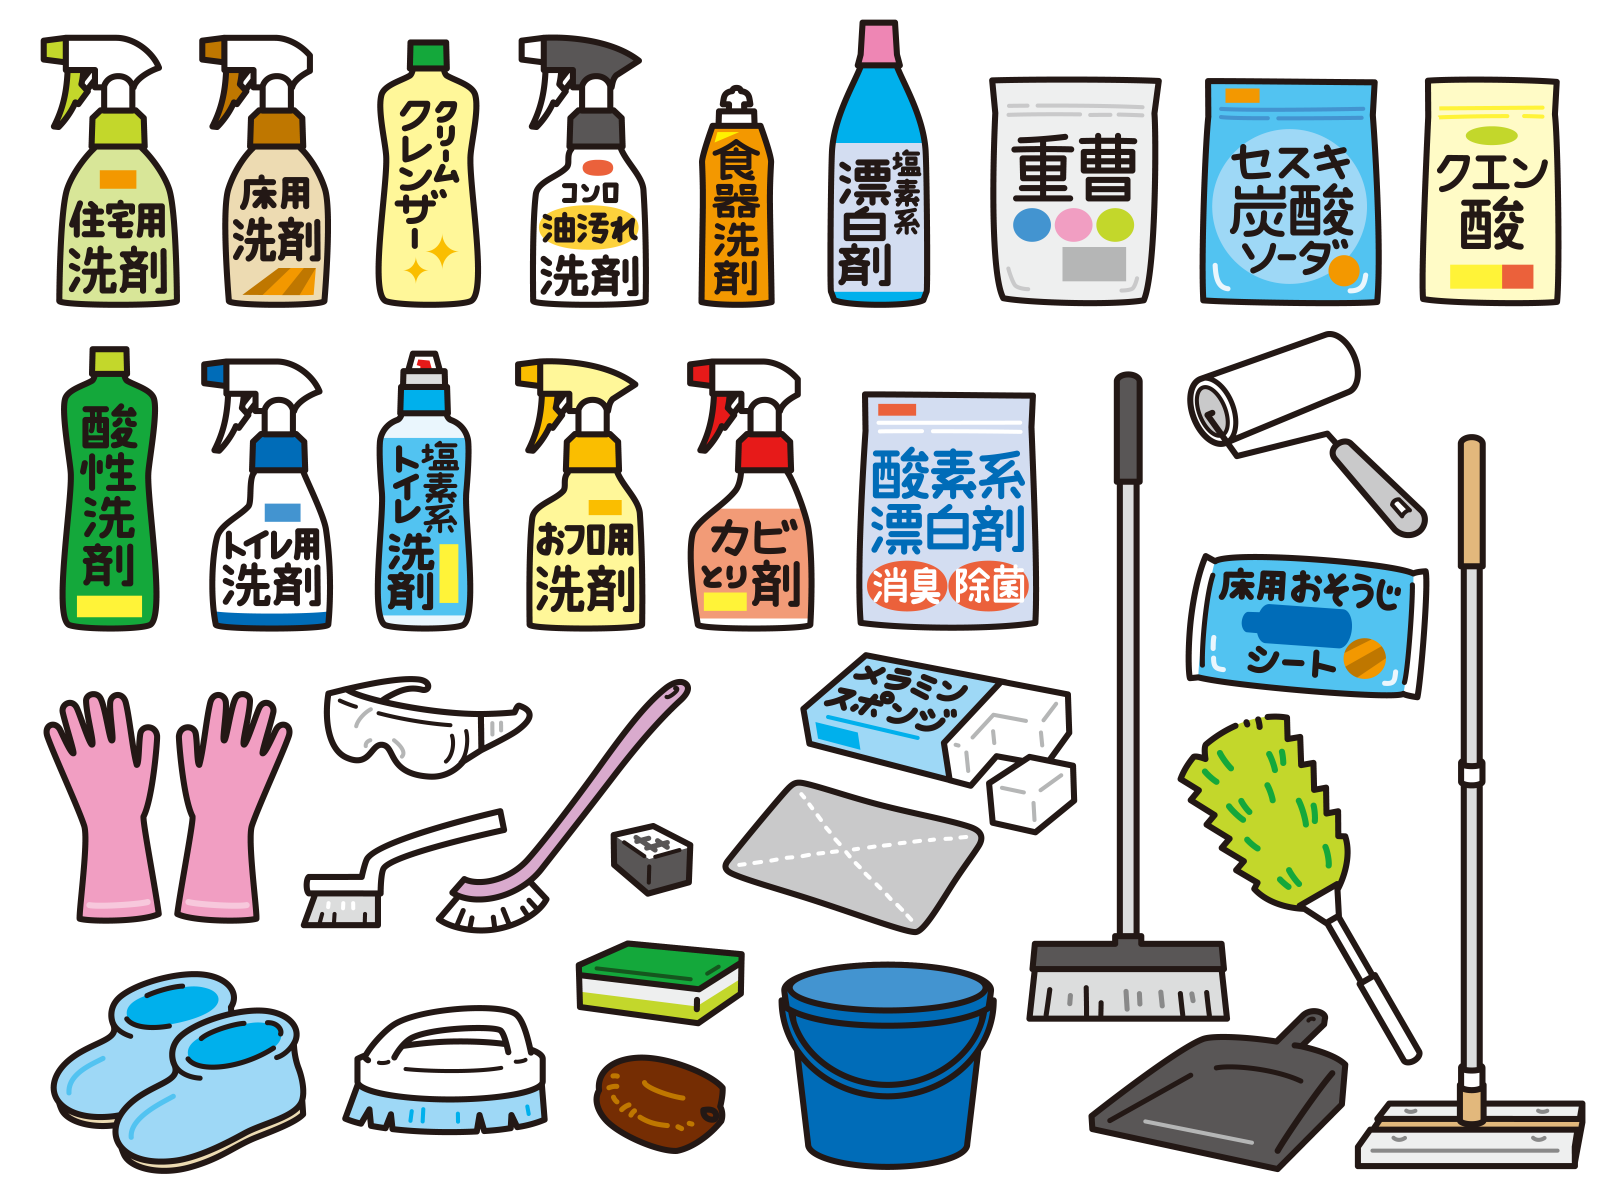 住宅用
洗剤
床用
洗剤
クリーム
クレンザー
コンロ
油汚れ
洗剤
食器洗剤
塩素系
漂白剤
重曹
セスキ
炭酸
ソーダ
クエン
酸
酸性洗剤
トイレ用
洗剤
塩素系
トイレ
洗剤
おフロ用
洗剤
カビ
とり剤
酸素系
漂白剤
消臭 除菌
床用おそうじ
シート
メラミン
スポンジ